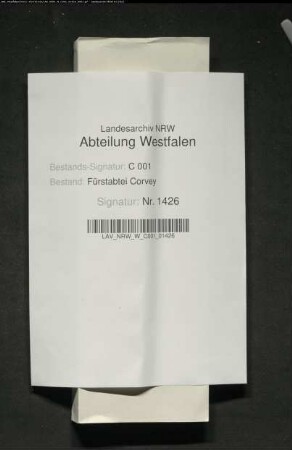 Landesarchiv NRW
Abteilung Westfalen
Bestands-Signatur: C 001
Bestand: Fürstabtei Corvey
Signatur: Nr. 1426
LAV_NRW_W_C001_01426